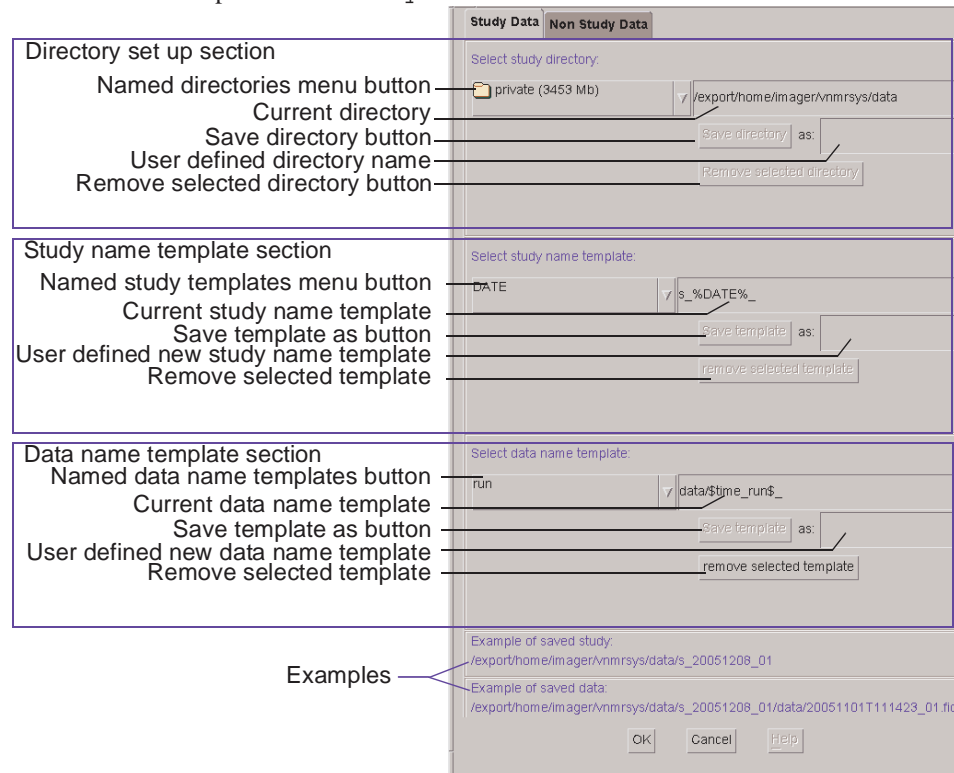 Study Data Non Study Data
Directory set up section
Select study directory:
Named directories menu button
private (3453 Mb)
Current directory
/export/home/imager/vnmrsys/data
Save directory button
Save directory as:
User defined directory name
Remove selected directory button
Remove selected directory
Study name template section
Select study name template:
Named study templates menu button
DATE
Current study name template
s_%DATE%_
Save template as button
Save template as:
User defined new study name template
Remove selected template
remove selected template
Data name template section
Select data name template:
Named data name templates button
run
Current data name template
data/$time_run$_
Save template as button
Save template as:
User defined new data name template
Remove selected template
remove selected template
Examples
Example of saved study:
/export/home/imager/vnmrsys/data/s_20051208_01
Example of saved data:
/export/home/imager/vnmrsys/data/s_20051208_01/data/20051101T111423_01.fid
OK Cancel Help